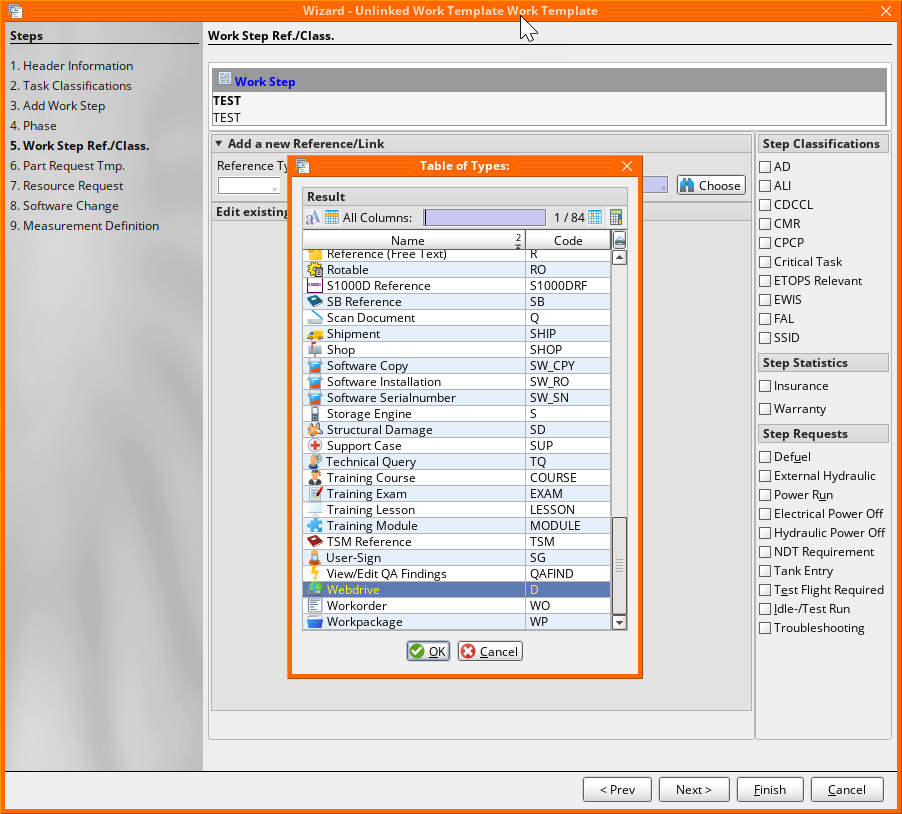 Wizard - Unlinked Work Template Work Template
Steps
1. Header Information
2. Task Classifications
3. Add Work Step
4. Phase
5. Work Step Ref./Class.
6. Part Request Tmp.
7. Resource Request
8. Software Change
9. Measurement Definition
Work Step Ref./Class.
Work Step
TEST
TEST
Add a new Reference/Link
Reference Ty
Choose
Edit existing
Table of Types:
Result
All Columns:
1 / 84
Name 2 Code
Reference (Free Text) R
Rotable RO
S1000D Reference S1000DRF
SB Reference SB
Scan Document Q
Shipment SHIP
Shop SHOP
Software Copy SW_CPY
Software Installation SW_RO
Software Serialnumber SW_SN
Storage Engine S
Structural Damage SD
Support Case SUP
Technical Query TQ
Training Course COURSE
Training Exam EXAM
Training Lesson LESSON
Training Module MODULE
TSM Reference TSM
User-Sign SG
View/Edit QA Findings QAFIND
Webdrive D
Workorder WO
Workpackage WP
OK
Cancel
Step Classifications
AD
ALI
CDCCL
CMR
CPCP
Critical Task
ETOPS Relevant
EWIS
FAL
SSID
Step Statistics
Insurance
Warranty
Step Requests
Defuel
External Hydraulic
Power Run
Electrical Power Off
Hydraulic Power Off
NDT Requirement
Tank Entry
Test Flight Required
Idle-/Test Run
Troubleshooting
< Prev
Next >
Finish
Cancel